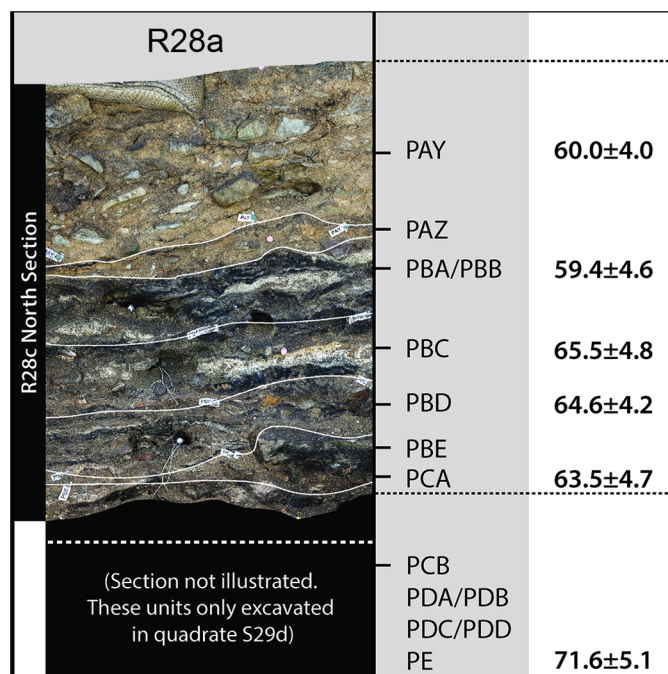 R28a
R28c North Section
PAY 60.0±4.0
PAZ
PBA/PBB 59.4±4.6
PBC 65.5±4.8
PBD 64.6±4.2
PBE
PCA 63.5±4.7
(Section not illustrated.
These units only excavated
in quadrate S29d)
PCB
PDA/PDB
PDC/PDD
PE 71.6±5.1